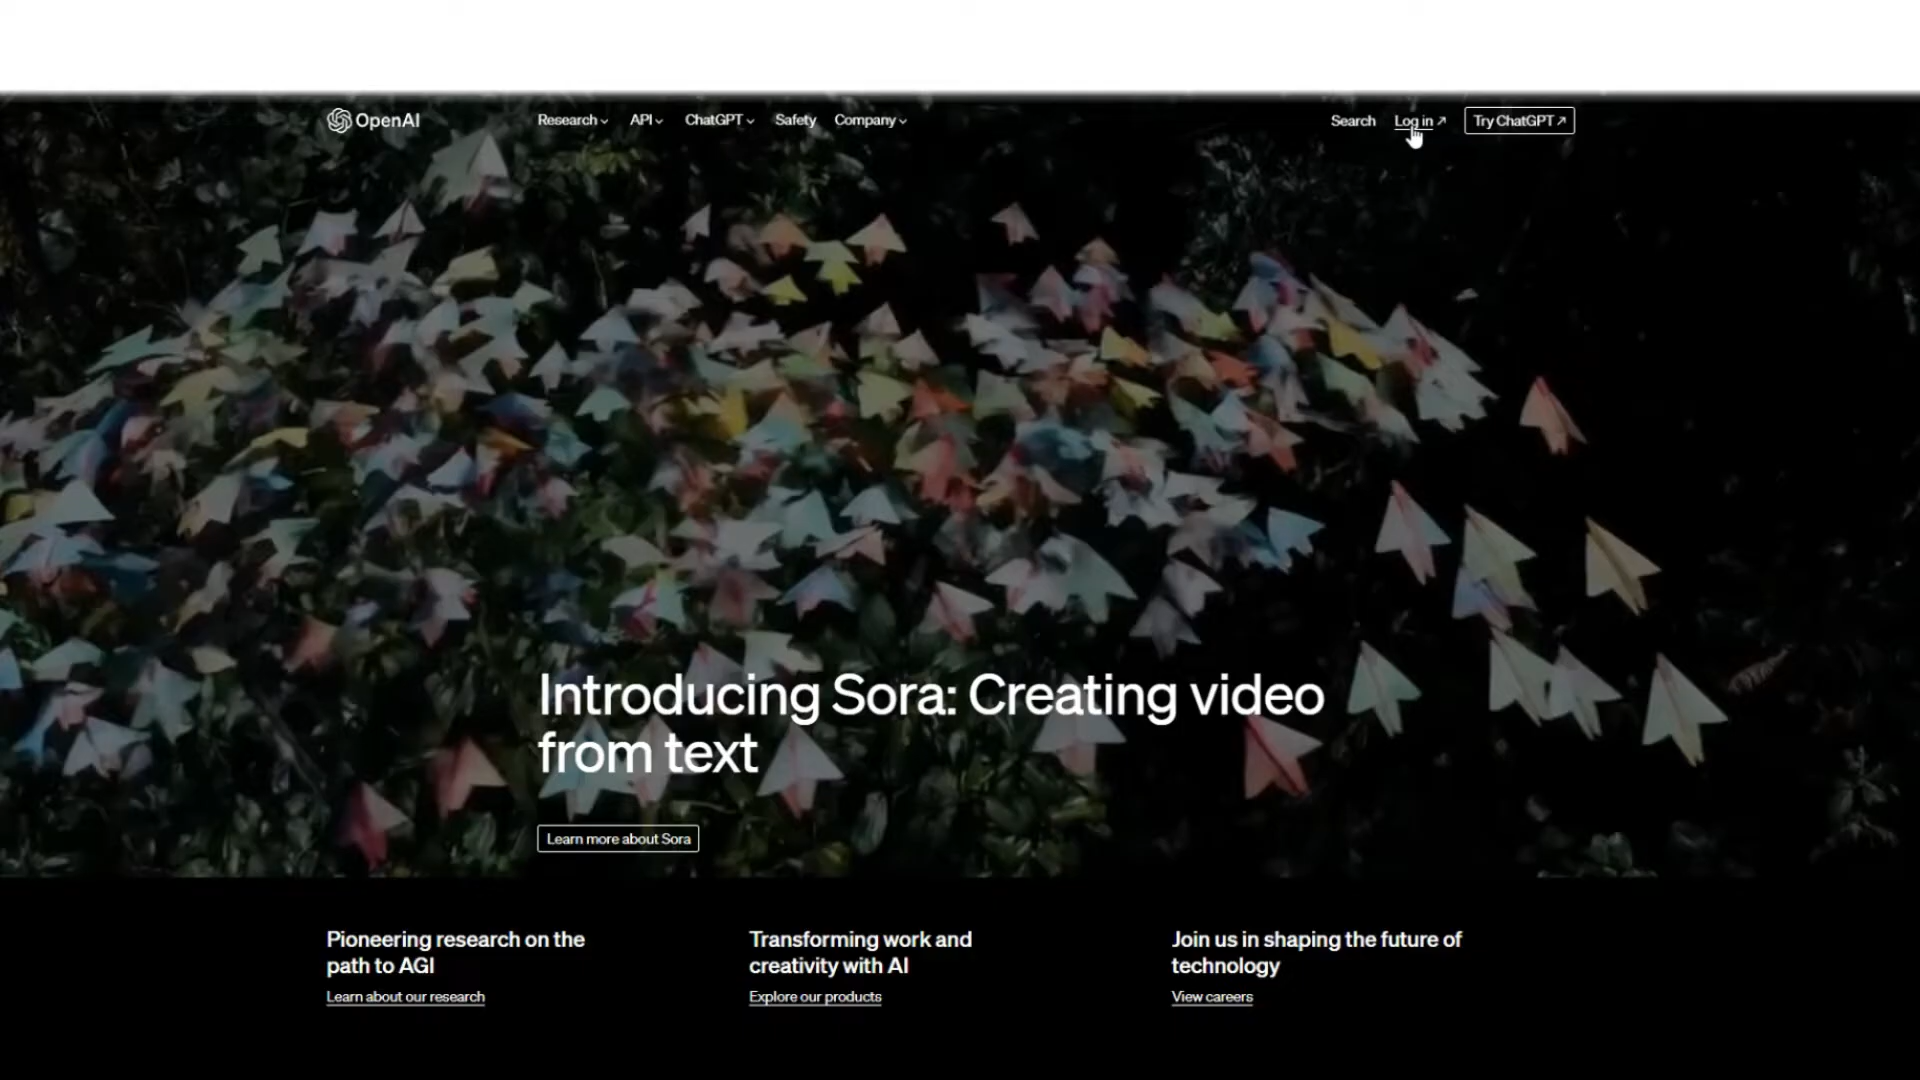 OpenAI
Research API ChatGPT Safety Company
Search Log in ↗ Try ChatGPT ↗
Introducing Sora: Creating video
from text
Learn more about Sora
Pioneering research on the
path to AGI
Learn about our research
Transforming work and
creativity with AI
Explore our products
Join us in shaping the future of
technology
View careers